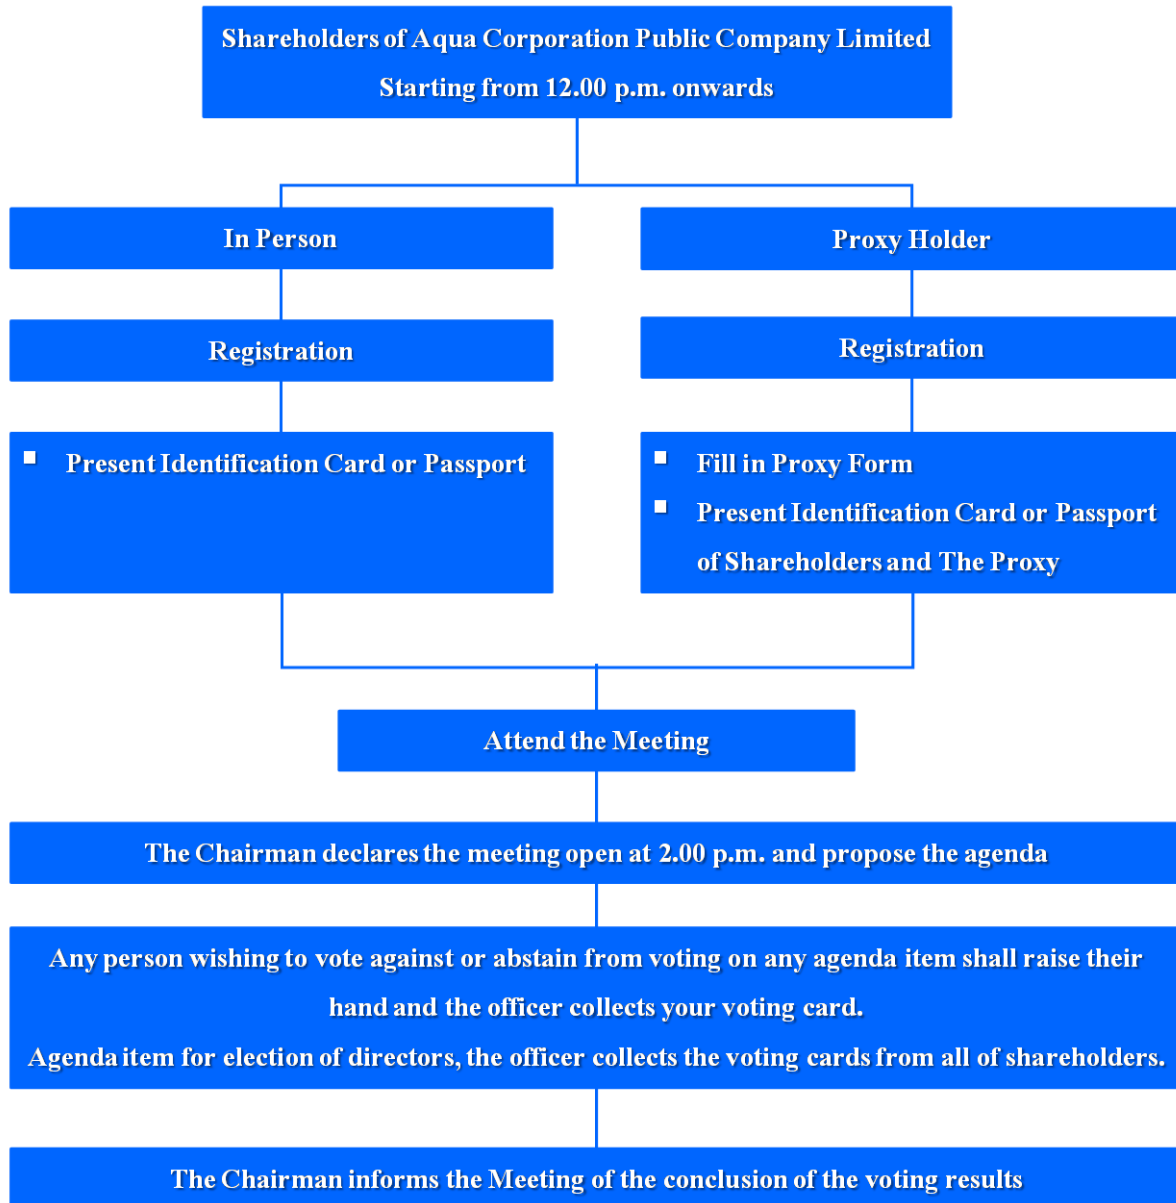 Shareholders of Aqua Corporation Public Company Limited
Starting from 12.00 p.m. onwards
In Person
Proxy Holder
Registration
Registration
▪ Present Identification Card or Passport
▪ Fill in Proxy Form
▪ Present Identification Card or Passport
of Shareholders and The Proxy
Attend the Meeting
The Chairman declares the meeting open at 2.00 p.m. and propose the agenda
Any person wishing to vote against or abstain from voting on any agenda item shall raise their
hand and the officer collects your voting card.
Agenda item for election of directors, the officer collects the voting cards from all of shareholders.
The Chairman informs the Meeting of the conclusion of the voting results